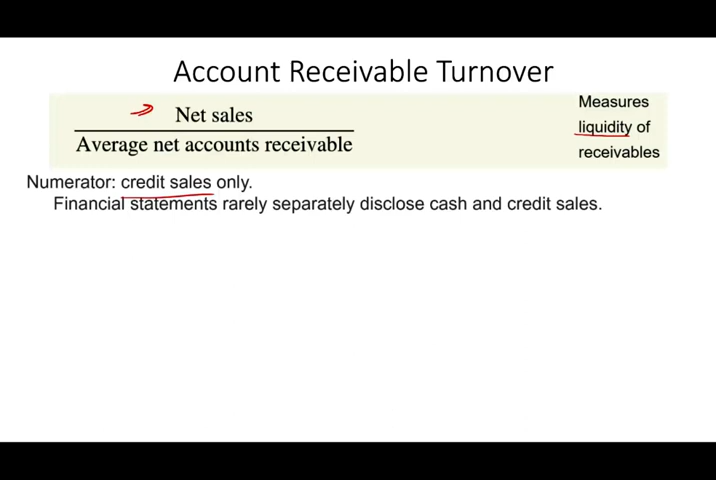 Account Receivable Turnover
Net sales
Average net accounts receivable
Measures
liquidity of
receivables
Numerator: credit sales only.
Financial statements rarely separately disclose cash and credit sales.